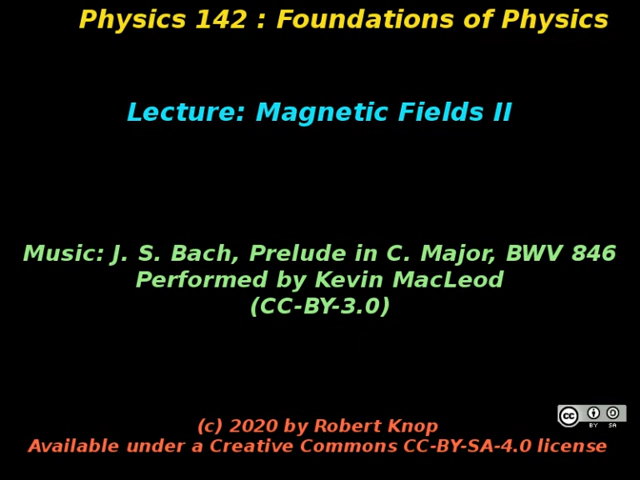 Physics 142 : Foundations of Physics
Lecture: Magnetic Fields II
Music: J. S. Bach, Prelude in C. Major, BWV 846
Performed by Kevin MacLeod
(CC-BY-3.0)
cc BY SA
(c) 2020 by Robert Knop
Available under a Creative Commons CC-BY-SA-4.0 license